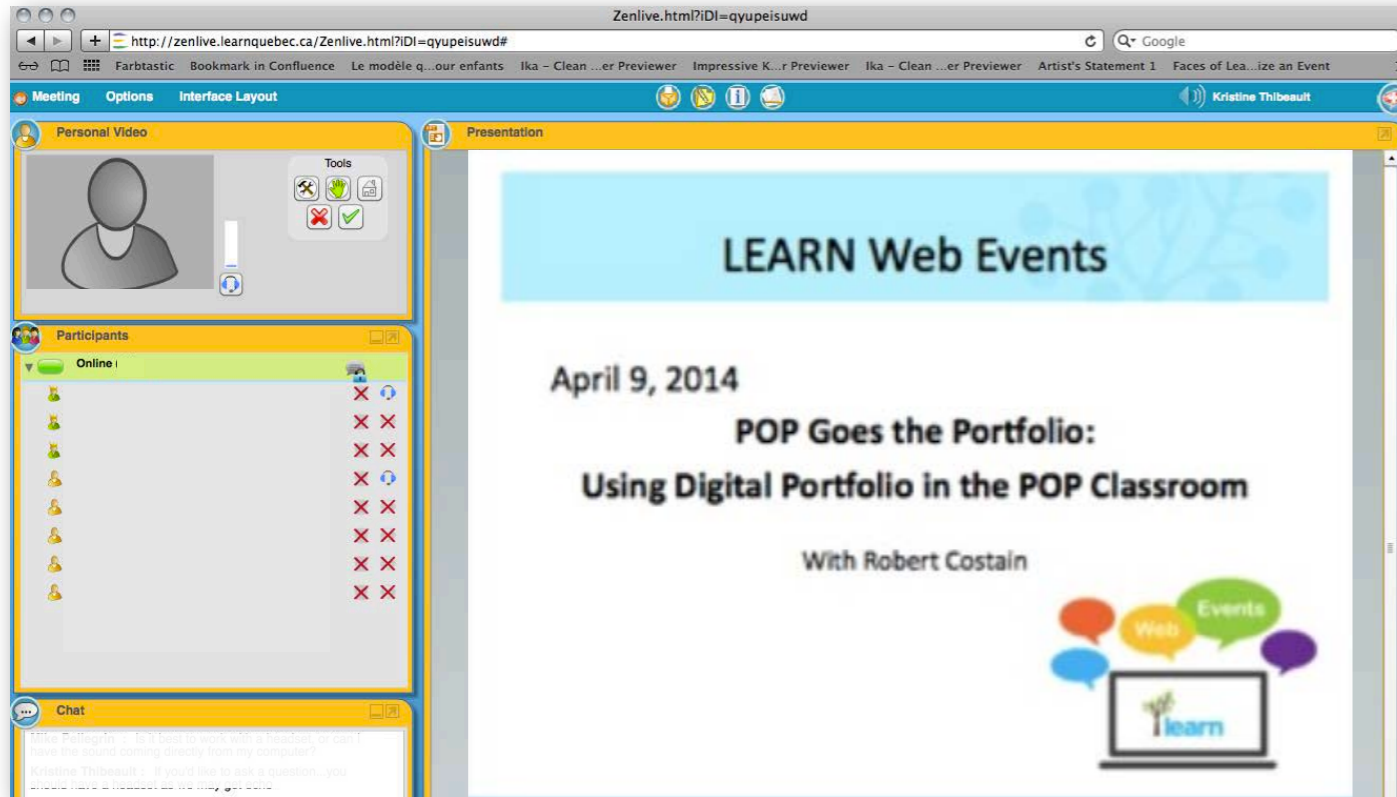 Zenlive.html?iDI=qyupeisuwd
http://zenlive.learnquebec.ca/Zenlive.html?iDI=qyupeisuwd#
Google
Farbtastic Bookmark in Confluence Le modèle q...our enfants Ika – Clean ...er Previewer Impressive K...r Previewer Ika – Clean ...er Previewer Artist's Statement 1 Faces of Lea...ize an Event
Meeting Options Interface Layout
Kristine Thibeault
Personal Video
Tools
Participants
Online
Chat
Mike Pellegrin : Is it best to work with a headset, or can I
have the sound coming directly from my computer?
Kristine Thibeault : If you'd like to ask a question...you
should have a headset as we may get echo
Presentation
LEARN Web Events
April 9, 2014
POP Goes the Portfolio:
Using Digital Portfolio in the POP Classroom
With Robert Costain
Web Events
learn